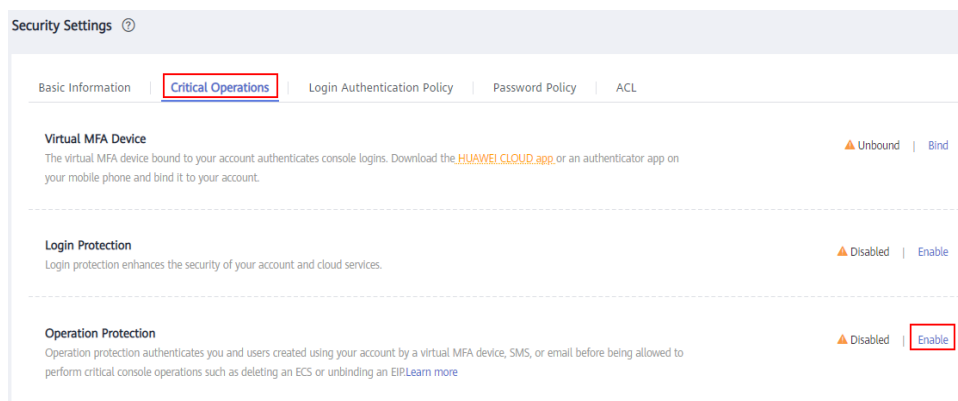 Security Settings ?
Basic Information | Critical Operations | Login Authentication Policy | Password Policy | ACL
Virtual MFA Device
The virtual MFA device bound to your account authenticates console logins. Download the HUAWEI CLOUD app or an authenticator app on
your mobile phone and bind it to your account.
Unbound | Bind
Login Protection
Login protection enhances the security of your account and cloud services.
Disabled | Enable
Operation Protection
Operation protection authenticates you and users created using your account by a virtual MFA device, SMS, or email before being allowed to
perform critical console operations such as deleting an ECS or unbinding an EIP.Learn more
Disabled | Enable